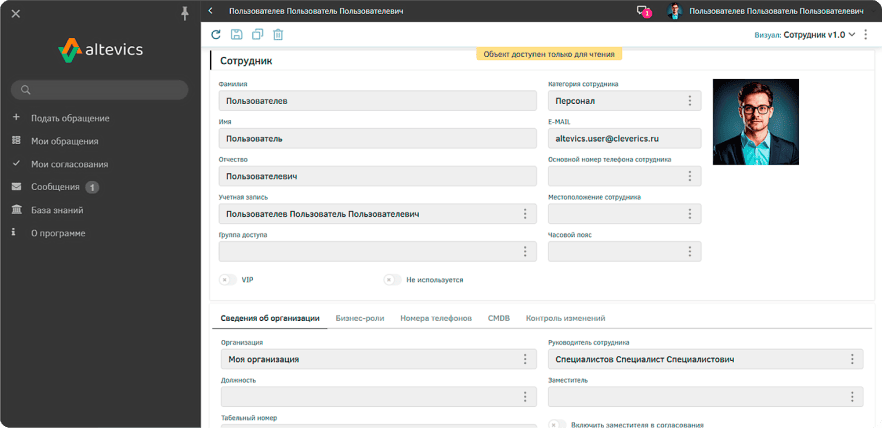 Пользователев Пользователь Пользователевич
1
Пользователев Пользователь Пользователевич
altevics
Визуал: Сотрудник v1.0
Объект доступен только для чтения
Подать обращение
Мои обращения
Мои согласования
Сообщения 1
База знаний
О программе
Сотрудник
Фамилия
Пользователев
Имя
Пользователь
Отчество
Пользователевич
Учетная запись
Пользователев Пользователь Пользователевич
Группа доступа
VIP
Не используется
Категория сотрудника
Персонал
E-MAIL
altevics.user@cleverics.ru
Основной номер телефона сотрудника
Местоположение сотрудника
Часовой пояс
Сведения об организации Бизнес-роли Номера телефонов CMDB Контроль изменений
Организация
Моя организация
Должность
Табельный номер
Руководитель сотрудника
Специалистов Специалист Специалистович
Заместитель
Включить заместителя в согласования